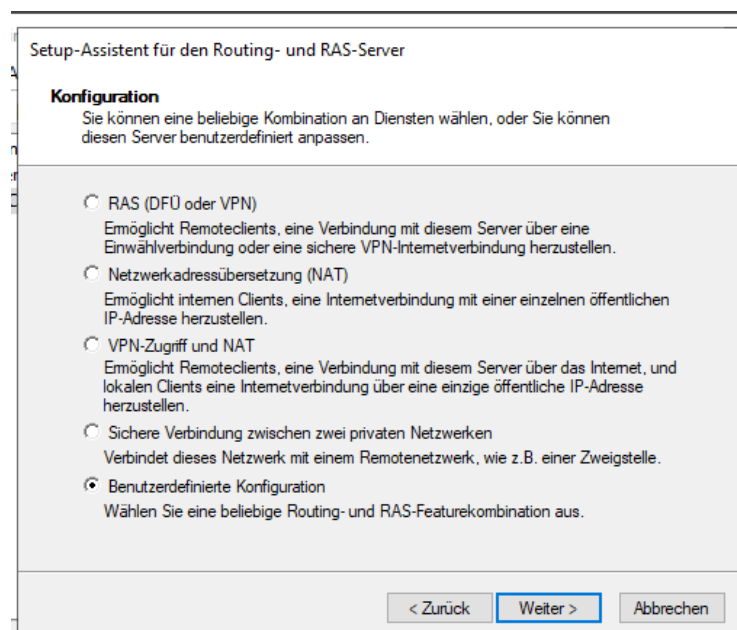 Setup-Assistent für den Routing- und RAS-Server
Konfiguration
Sie können eine beliebige Kombination an Diensten wählen, oder Sie können
diesen Server benutzerdefiniert anpassen.
RAS (DFÜ oder VPN)
Ermöglicht Remoteclients, eine Verbindung mit diesem Server über eine
Einwählverbindung oder eine sichere VPN-Internetverbindung herzustellen.
Netzwerkadressübersetzung (NAT)
Ermöglicht internen Clients, eine Internetverbindung mit einer einzelnen öffentlichen
IP-Adresse herzustellen.
VPN-Zugriff und NAT
Ermöglicht Remoteclients, eine Verbindung mit diesem Server über das Internet, und
lokalen Clients eine Internetverbindung über eine einzige öffentliche IP-Adresse
herzustellen.
Sichere Verbindung zwischen zwei privaten Netzwerken
Verbindet dieses Netzwerk mit einem Remotenetzwerk, wie z.B. einer Zweigstelle.
Benutzerdefinierte Konfiguration
Wählen Sie eine beliebige Routing- und RAS-Featurekombination aus.
< Zurück Weiter > Abbrechen